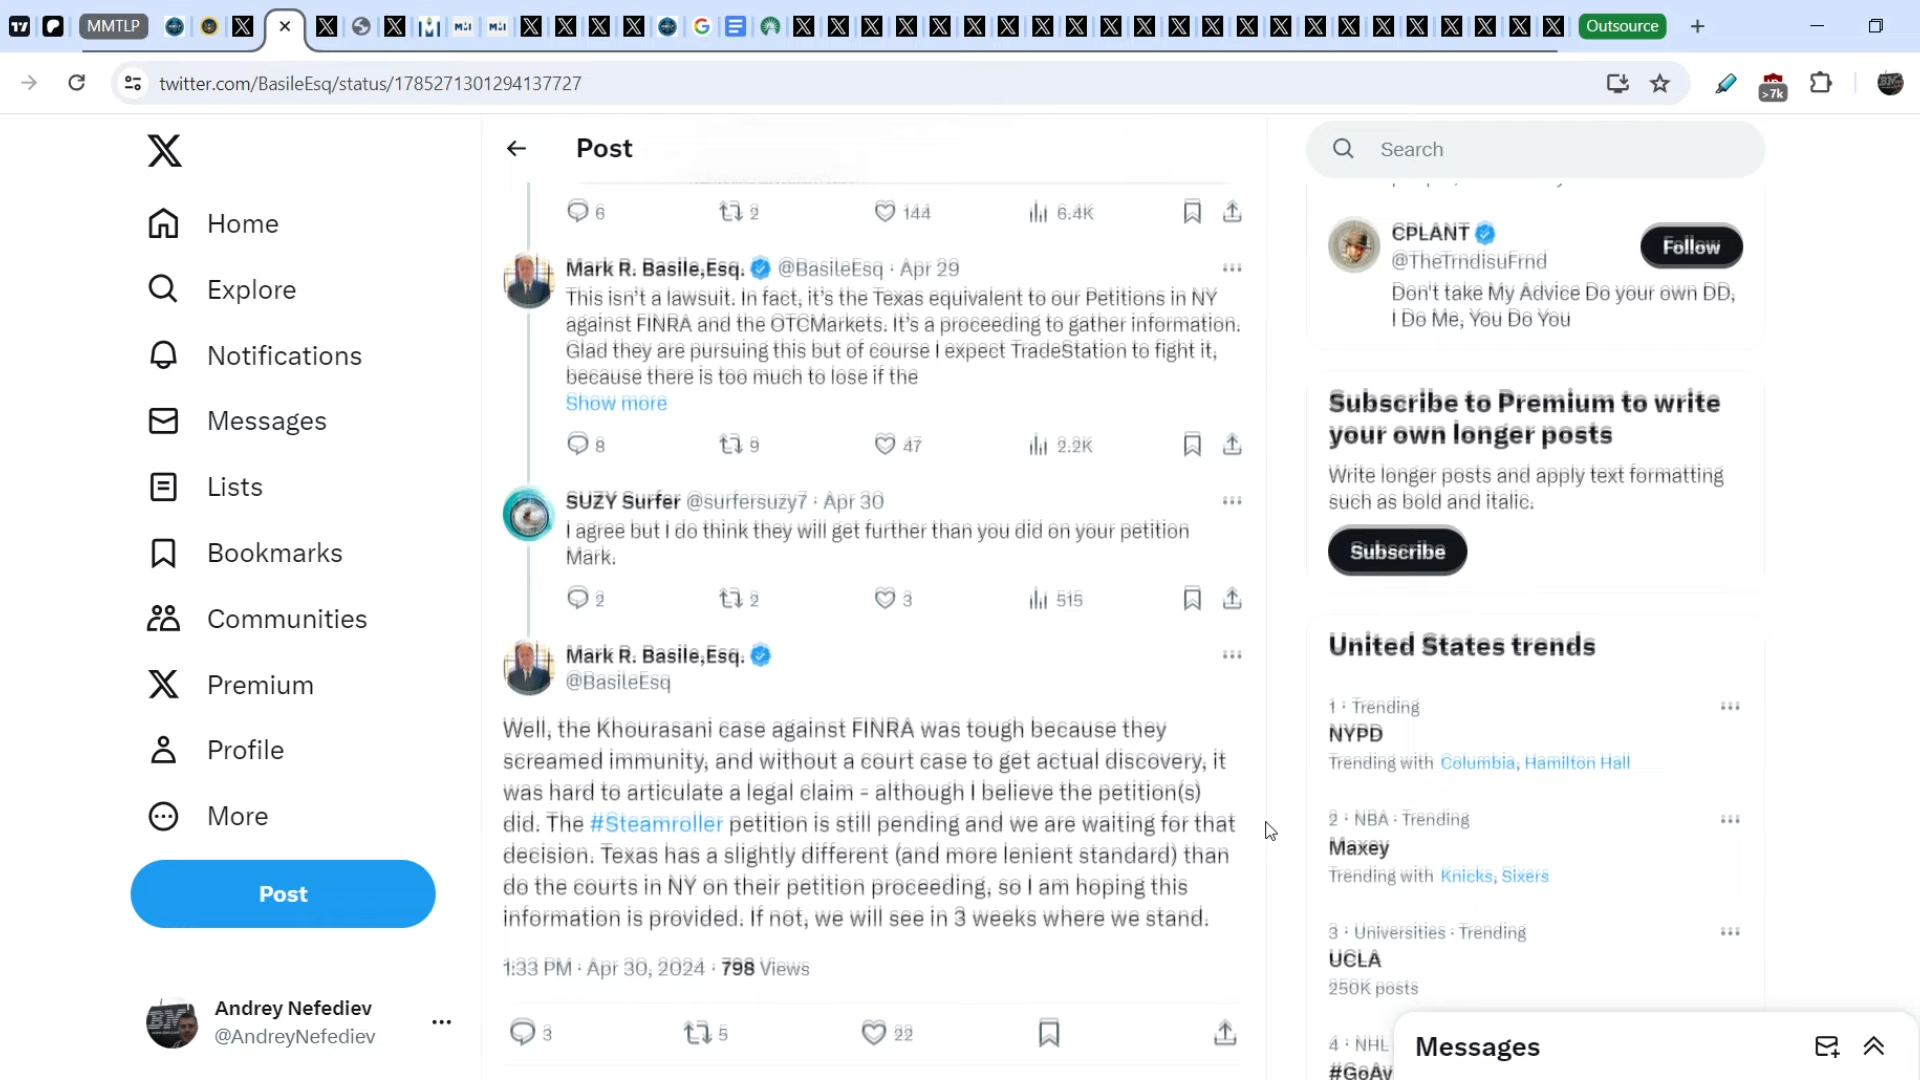 MMTLP
Outsource
twitter.com/BasileEsq/status/1785271301294137727
>7k
Home
Explore
Notifications
Messages
Lists
Bookmarks
Communities
Premium
Profile
More
Post
Andrey Nefediev
@AndreyNefediev
Post
6 2 144 6.4K
Mark R. Basile,Esq. @BasileEsq · Apr 29
This isn't a lawsuit. In fact, it's the Texas equivalent to our Petitions in NY
against FINRA and the OTCMarkets. It's a proceeding to gather information.
Glad they are pursuing this but of course I expect TradeStation to fight it,
because there is too much to lose if the
Show more
8 9 47 2.2K
SUZY Surfer @surfersuzy7 · Apr 30
I agree but I do think they will get further than you did on your petition
Mark.
2 2 3 515
Mark R. Basile,Esq.
@BasileEsq
Well, the Khourasani case against FINRA was tough because they
screamed immunity, and without a court case to get actual discovery, it
was hard to articulate a legal claim - although I believe the petition(s)
did. The #Steamroller petition is still pending and we are waiting for that
decision. Texas has a slightly different (and more lenient standard) than
do the courts in NY on their petition proceeding, so I am hoping this
information is provided. If not, we will see in 3 weeks where we stand.
1:33 PM · Apr 30, 2024 · 798 Views
3 5 22
Search
CPLANT
@TheTrndisuFrnd
Follow
Don't take My Advice Do your own DD,
I Do Me, You Do You
Subscribe to Premium to write
your own longer posts
Write longer posts and apply text formatting
such as bold and italic.
Subscribe
United States trends
1 · Trending
NYPD
Trending with Columbia, Hamilton Hall
2 · NBA · Trending
Maxey
Trending with Knicks, Sixers
3 · Universities · Trending
UCLA
250K posts
4 · NHL
#GoAv
Messages